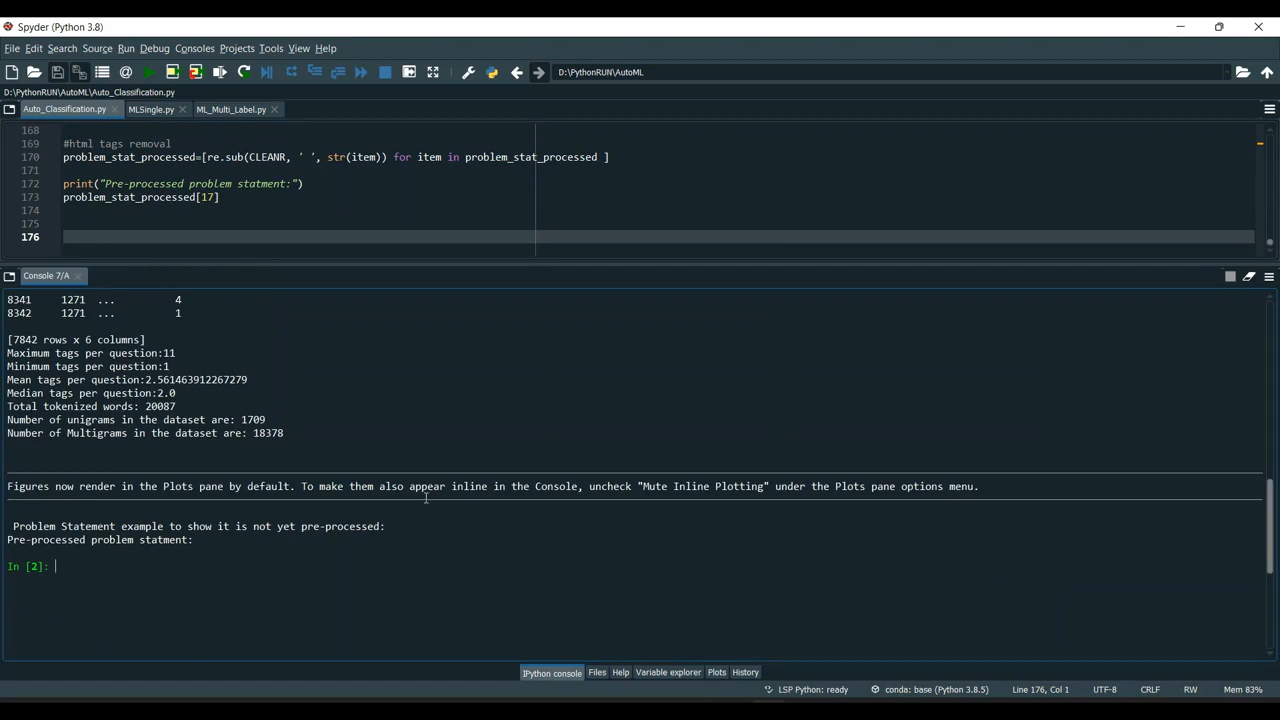 Spyder (Python 3.8)
File Edit Search Source Run Debug Consoles Projects Tools View Help
D:\PythonRUN\AutoML
D:\PythonRUN\AutoML\Auto_Classification.py
Auto_Classification.py MLSingle.py ML_Multi_Label.py
168
169 #html tags removal
170 problem_stat_processed=[re.sub(CLEANR, ' ', str(item)) for item in problem_stat_processed ]
171
172 print("Pre-processed problem statment:")
173 problem_stat_processed[17]
174
175
176
Console 7/A
8341 1271 ... 4
8342 1271 ... 1
[7842 rows x 6 columns]
Maximum tags per question:11
Minimum tags per question:1
Mean tags per question:2.561463912267279
Median tags per question:2.0
Total tokenized words: 20087
Number of unigrams in the dataset are: 1709
Number of Multigrams in the dataset are: 18378
Figures now render in the Plots pane by default. To make them also appear inline in the Console, uncheck "Mute Inline Plotting" under the Plots pane options menu.
Problem Statement example to show it is not yet pre-processed:
Pre-processed problem statment:
In [2]:
IPython console Files Help Variable explorer Plots History
LSP Python: ready conda: base (Python 3.8.5) Line 176, Col 1 UTF-8 CRLF RW Mem 83%